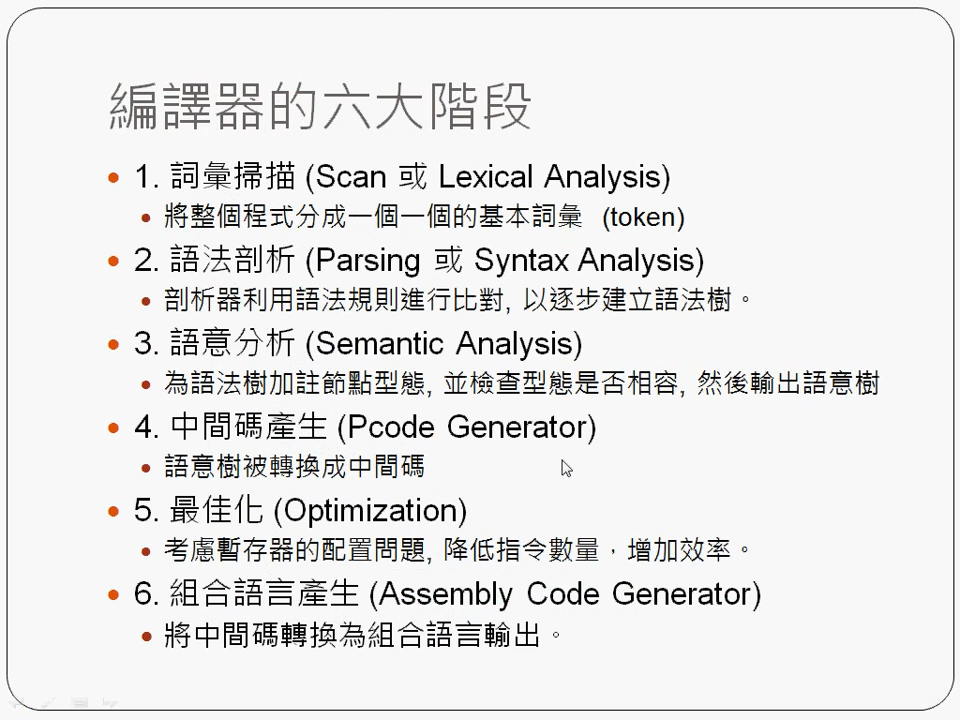 編譯器的六大階段
• 1. 詞彙掃描 (Scan 或 Lexical Analysis)
• 將整個程式分成一個一個的基本詞彙 (token)
• 2. 語法剖析 (Parsing 或 Syntax Analysis)
• 剖析器利用語法規則進行比對, 以逐步建立語法樹。
• 3. 語意分析 (Semantic Analysis)
• 為語法樹加註節點型態, 並檢查型態是否相容, 然後輸出語意樹
• 4. 中間碼產生 (Pcode Generator)
• 語意樹被轉換成中間碼
• 5. 最佳化 (Optimization)
• 考慮暫存器的配置問題, 降低指令數量，增加效率。
• 6. 組合語言產生 (Assembly Code Generator)
• 將中間碼轉換為組合語言輸出。